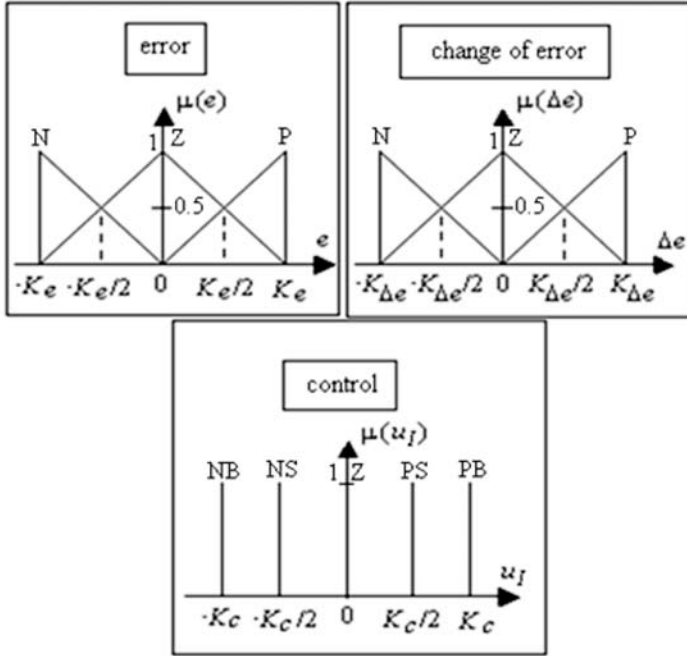 error
μ(e)
N 1 Z P
0.5
e
-Ke -Ke/2 0 Ke/2 Ke
change of error
μ(Δe)
N 1 Z P
0.5
Δe
-KΔe -KΔe/2 0 KΔe/2 KΔe
control
μ(uI)
NB NS 1 Z PS PB
uI
-Kc -Kc/2 0 Kc/2 Kc